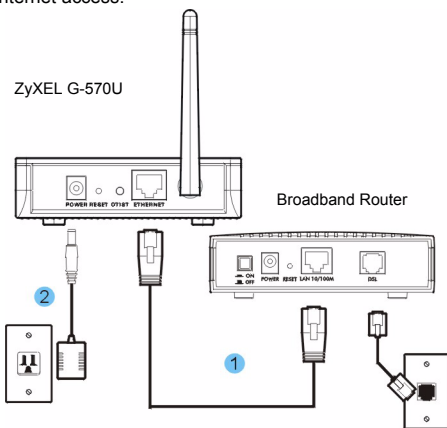 internet access.
ZyXEL G-570U
POWER RESET OTIST ETHERNET
Broadband Router
ON
OFF
POWER RESET LAN 10/100M DSL
2
1